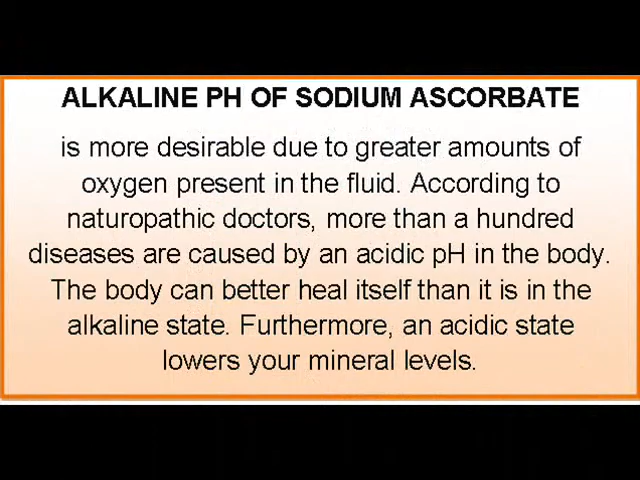 ALKALINE PH OF SODIUM ASCORBATE
is more desirable due to greater amounts of
oxygen present in the fluid. According to
naturopathic doctors, more than a hundred
diseases are caused by an acidic pH in the body.
The body can better heal itself than it is in the
alkaline state. Furthermore, an acidic state
lowers your mineral levels.